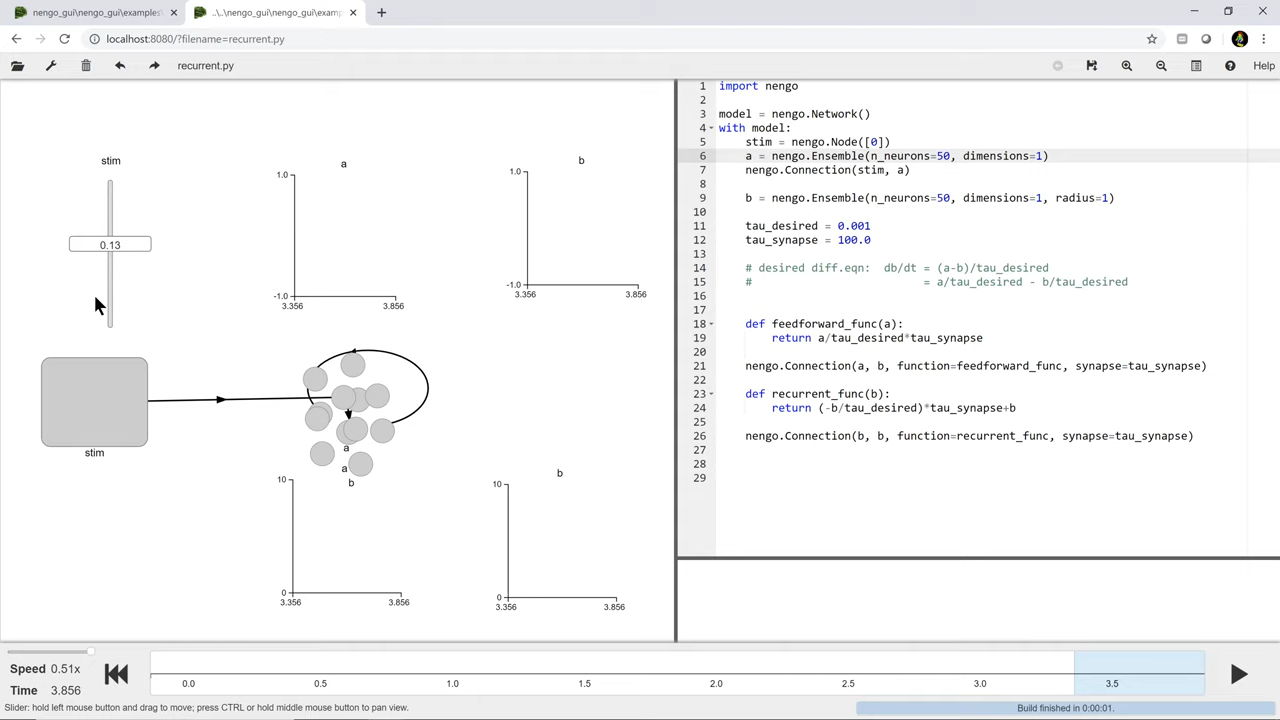 nengo_gui\nengo_gui\examples\
..\..\nengo_gui\nengo_gui\examp
localhost:8080/?filename=recurrent.py
recurrent.py
Help
stim
0.13
stim
a
1.0
-1.0
3.356 3.856
b
1.0
-1.0
3.356 3.856
a
a
b
10
0
3.356 3.856
b
10
0
3.356 3.856
1 import nengo
2
3 model = nengo.Network()
4 with model:
5 stim = nengo.Node([0])
6 a = nengo.Ensemble(n_neurons=50, dimensions=1)
7 nengo.Connection(stim, a)
8
9 b = nengo.Ensemble(n_neurons=50, dimensions=1, radius=1)
10
11 tau_desired = 0.001
12 tau_synapse = 100.0
13
14 # desired diff.eqn: db/dt = (a-b)/tau_desired
15 # = a/tau_desired - b/tau_desired
16
17
18 def feedforward_func(a):
19 return a/tau_desired*tau_synapse
20
21 nengo.Connection(a, b, function=feedforward_func, synapse=tau_synapse)
22
23 def recurrent_func(b):
24 return (-b/tau_desired)*tau_synapse+b
25
26 nengo.Connection(b, b, function=recurrent_func, synapse=tau_synapse)
27
28
29
Speed 0.51x
Time 3.856
0.0 0.5 1.0 1.5 2.0 2.5 3.0 3.5
Slider: hold left mouse button and drag to move; press CTRL or hold middle mouse button to pan view.
Build finished in 0:00:01.